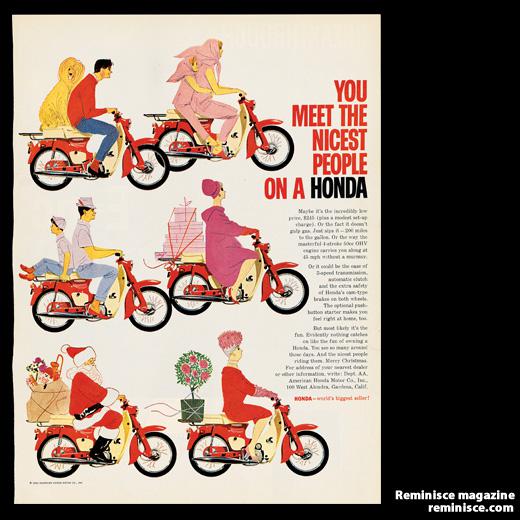 YOU
MEET THE
NICEST
PEOPLE
ON A HONDA
Maybe it's the incredibly low
price, $245 (plus a modest set-up
charge). Or the fact it doesn't
gulp gas. Just sips it—200 miles
to the gallon. Or the way the
masterful 4-stroke 50cc OHV
engine carries you along at
45 mph without a murmur.
Or it could be the ease of
3-speed transmission,
automatic clutch
and the extra safety
of Honda's cam-type
brakes on both wheels.
The optional push-
button starter makes you
feel right at home, too.
But most likely it's the
fun. Evidently nothing catches
on like the fun of owning a
Honda. You see so many around
these days. And the nicest people
riding them. Merry Christmas.
For address of your nearest dealer
or other information, write: Dept. AA,
American Honda Motor Co., Inc.,
100 West Alondra, Gardena, Calif.
HONDA—world's biggest seller!
AMERICAN HONDA MOTOR CO., INC.
Reminisce magazine
reminisce.com